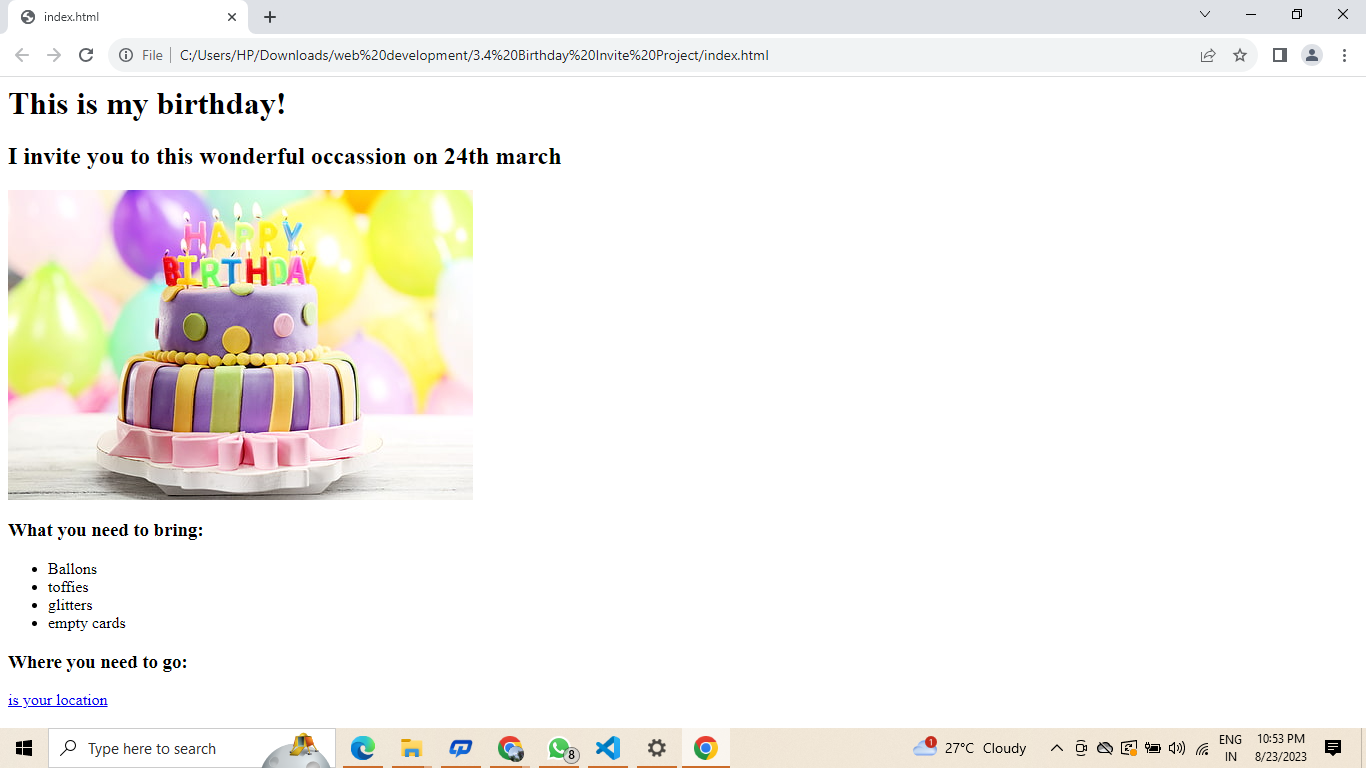 index.html
File
C:/Users/HP/Downloads/web%20development/3.4%20Birthday%20Invite%20Project/index.html
This is my birthday!
I invite you to this wonderful occassion on 24th march
HAPPY
BIRTHDAY
What you need to bring:
Ballons
toffies
glitters
empty cards
Where you need to go:
is your location
Type here to search
8
1
27°C Cloudy
ENG
IN
10:53 PM
8/23/2023